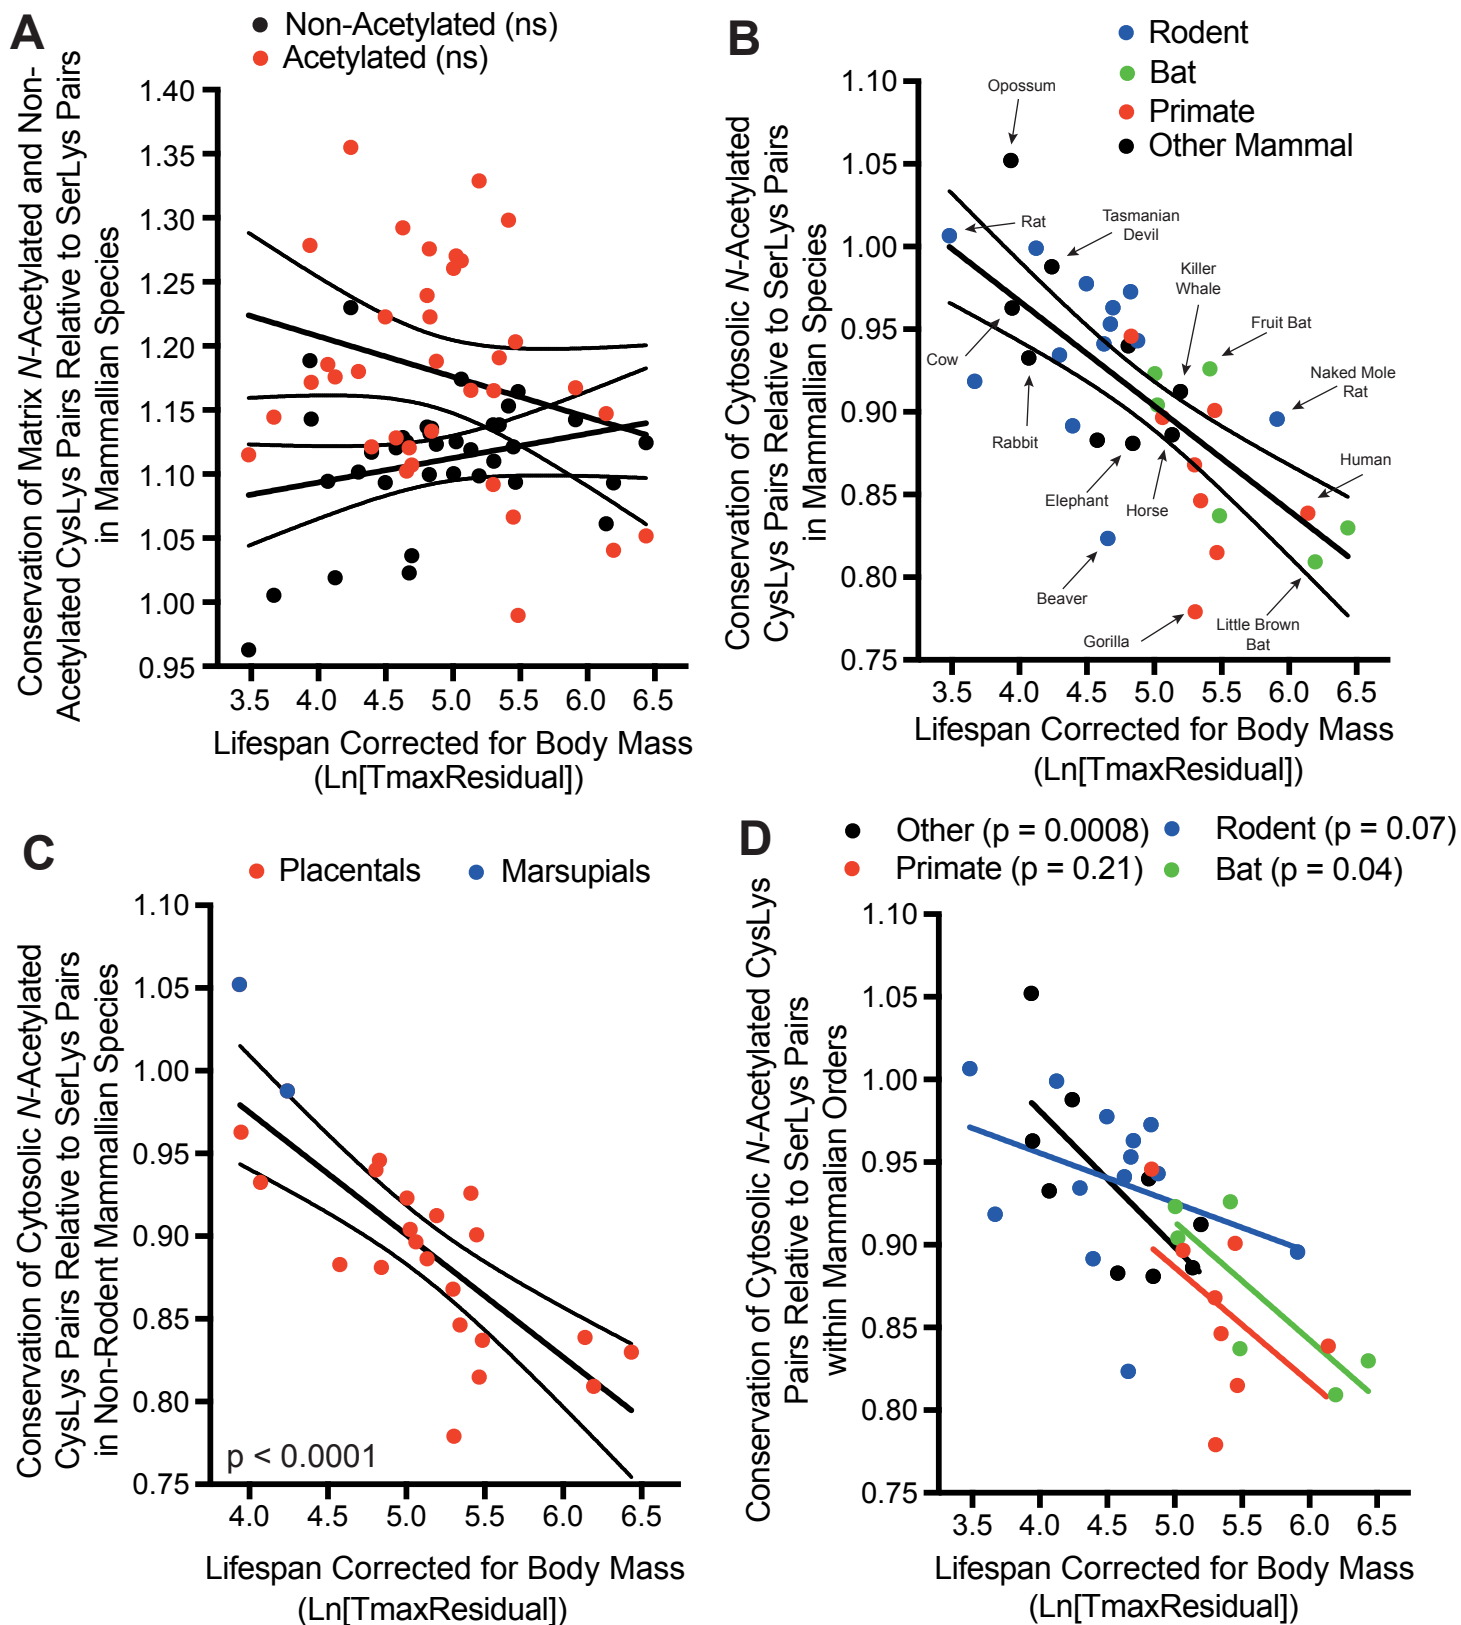 A
Non-Acetylated (ns)
Acetylated (ns)
Conservation of Matrix N-Acetylated and Non-
Acetylated CysLys Pairs Relative to SerLys Pairs
in Mammalian Species
1.40
1.35
1.30
1.25
1.20
1.15
1.10
1.05
1.00
0.95
3.5 4.0 4.5 5.0 5.5 6.0 6.5
Lifespan Corrected for Body Mass
(Ln[TmaxResidual])
B
Rodent
Bat
Primate
Other Mammal
Conservation of Cytosolic N-Acetylated
CysLys Pairs Relative to SerLys Pairs
in Mammalian Species
1.10
1.05
1.00
0.95
0.90
0.85
0.80
0.75
Opossum
Rat
Tasmanian
Devil
Killer
Whale
Fruit Bat
Cow
Naked Mole
Rat
Rabbit
Elephant
Horse
Human
Beaver
Gorilla
Little Brown
Bat
3.5 4.0 4.5 5.0 5.5 6.0 6.5
Lifespan Corrected for Body Mass
(Ln[TmaxResidual])
C
Placentals
Marsupials
Conservation of Cytosolic N-Acetylated
CysLys Pairs Relative to SerLys Pairs
in Non-Rodent Mammalian Species
1.10
1.05
1.00
0.95
0.90
0.85
0.80
0.75
p < 0.0001
4.0 4.5 5.0 5.5 6.0 6.5
Lifespan Corrected for Body Mass
(Ln[TmaxResidual])
D
Other (p = 0.0008)
Rodent (p = 0.07)
Primate (p = 0.21)
Bat (p = 0.04)
Conservation of Cytosolic N-Acetylated CysLys
Pairs Relative to SerLys Pairs
within Mammalian Orders
1.10
1.05
1.00
0.95
0.90
0.85
0.80
0.75
3.5 4.0 4.5 5.0 5.5 6.0 6.5
Lifespan Corrected for Body Mass
(Ln[TmaxResidual])